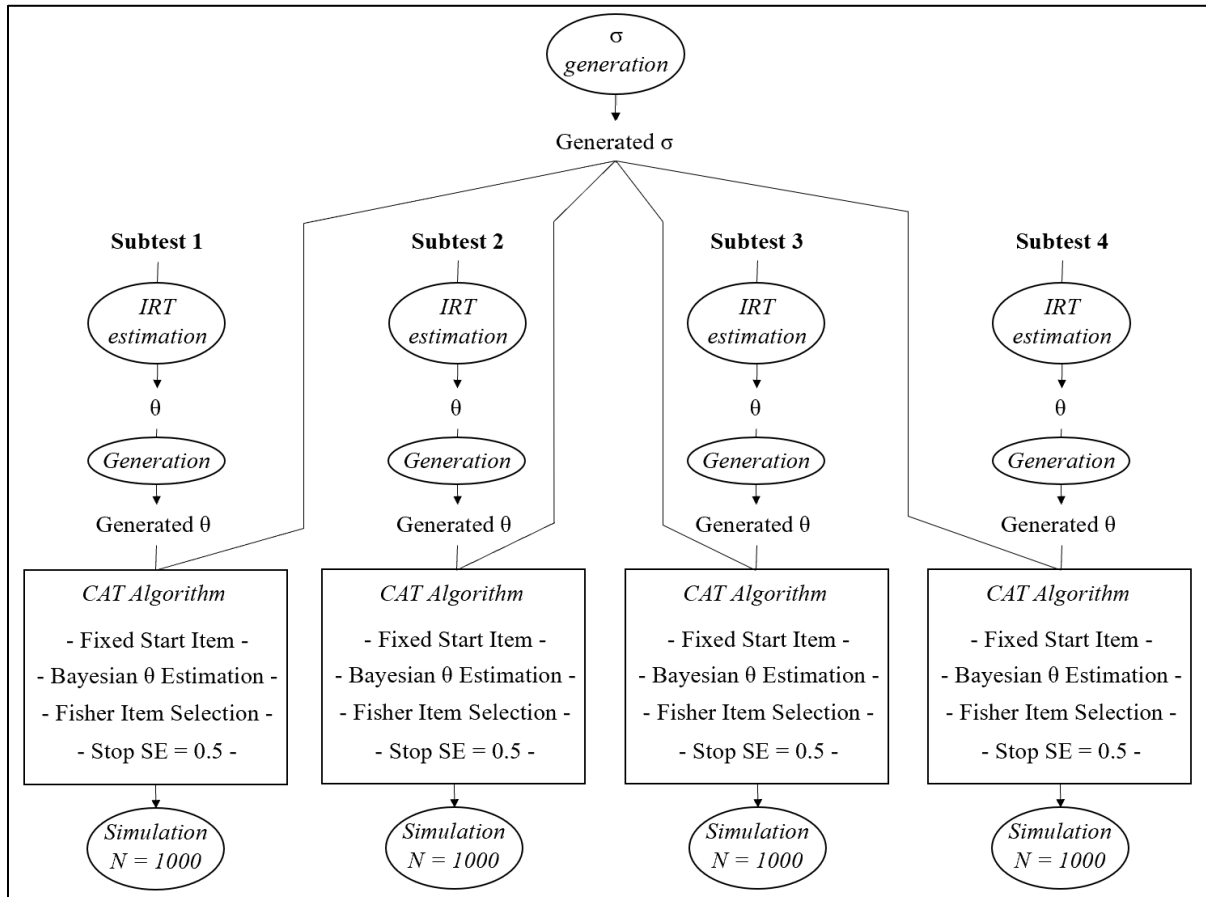 σ
generation
Generated σ
Subtest 1
Subtest 2
Subtest 3
Subtest 4
IRT
estimation
IRT
estimation
IRT
estimation
IRT
estimation
θ
θ
θ
θ
Generation
Generation
Generation
Generation
Generated θ
Generated θ
Generated θ
Generated θ
CAT Algorithm
- Fixed Start Item -
- Bayesian θ Estimation -
- Fisher Item Selection -
- Stop SE = 0.5 -
CAT Algorithm
- Fixed Start Item -
- Bayesian θ Estimation -
- Fisher Item Selection -
- Stop SE = 0.5 -
CAT Algorithm
- Fixed Start Item -
- Bayesian θ Estimation -
- Fisher Item Selection -
- Stop SE = 0.5 -
CAT Algorithm
- Fixed Start Item -
- Bayesian θ Estimation -
- Fisher Item Selection -
- Stop SE = 0.5 -
Simulation
N = 1000
Simulation
N = 1000
Simulation
N = 1000
Simulation
N = 1000